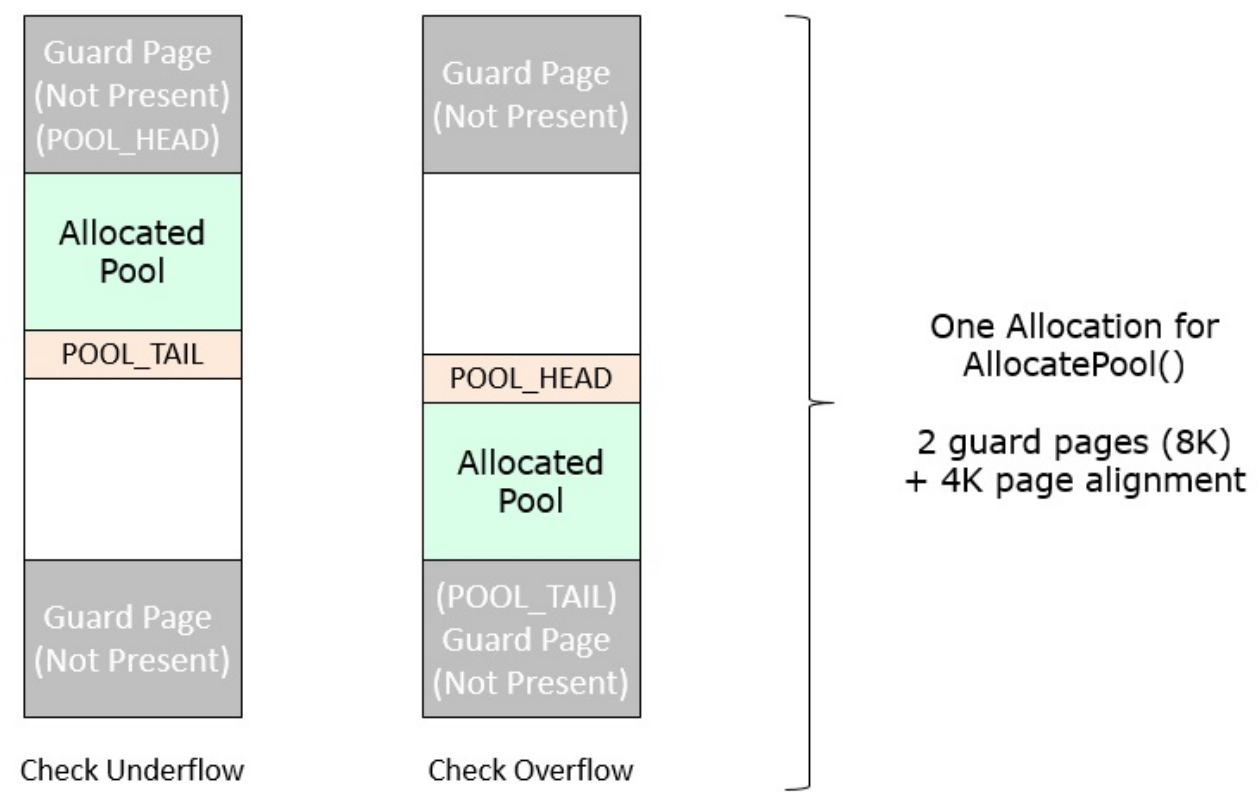 Guard Page
(Not Present)
(POOL_HEAD)
Allocated
Pool
POOL_TAIL
Guard Page
(Not Present)
Check Underflow
Guard Page
(Not Present)
POOL_HEAD
Allocated
Pool
(POOL_TAIL)
Guard Page
(Not Present)
Check Overflow
One Allocation for
AllocatePool()
2 guard pages (8K)
+ 4K page alignment